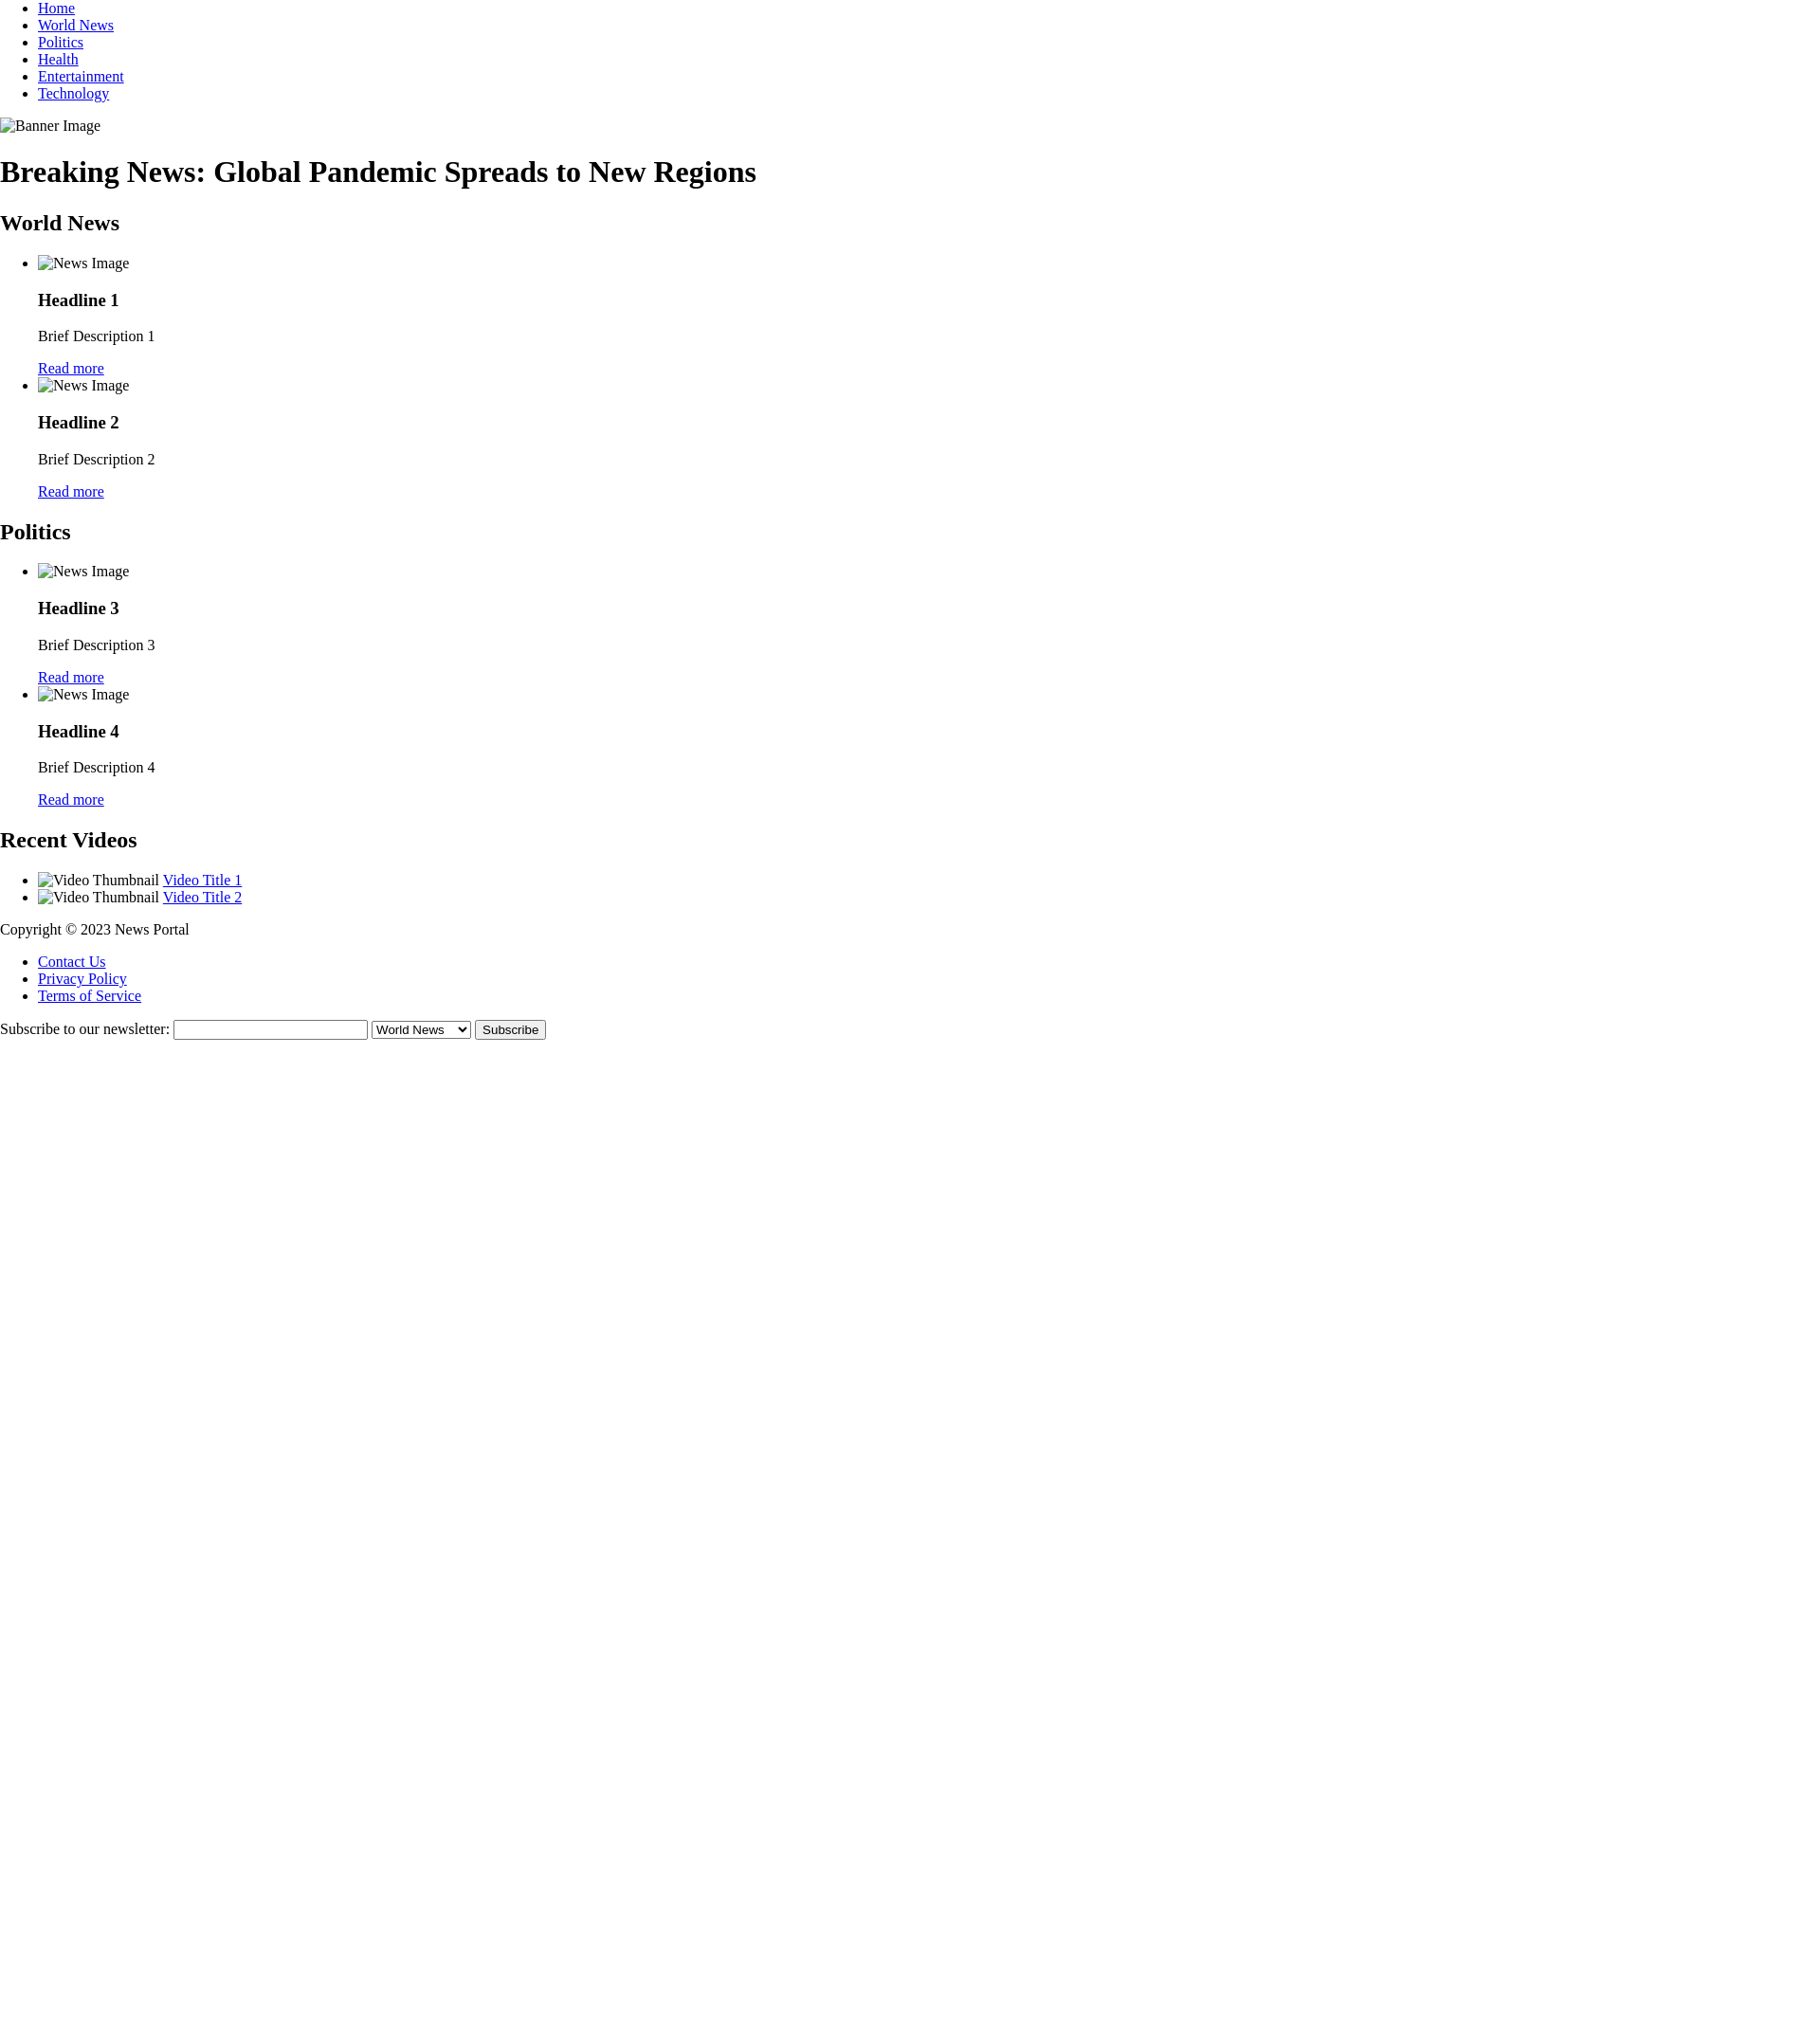 Home
World News
Politics
Health
Entertainment
Technology
Banner Image
Breaking News: Global Pandemic Spreads to New Regions
World News
News Image
Headline 1
Brief Description 1
Read more
News Image
Headline 2
Brief Description 2
Read more
Politics
News Image
Headline 3
Brief Description 3
Read more
News Image
Headline 4
Brief Description 4
Read more
Recent Videos
Video Thumbnail Video Title 1
Video Thumbnail Video Title 2
Copyright © 2023 News Portal
Contact Us
Privacy Policy
Terms of Service
Subscribe to our newsletter: World News Subscribe